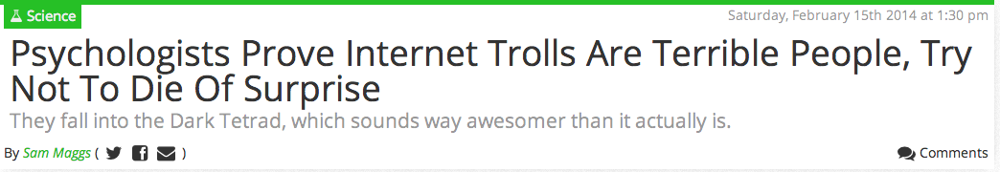 Science
Saturday, February 15th 2014 at 1:30 pm
Psychologists Prove Internet Trolls Are Terrible People, Try
Not To Die Of Surprise
They fall into the Dark Tetrad, which sounds way awesomer than it actually is.
By Sam Maggs ( )
Comments